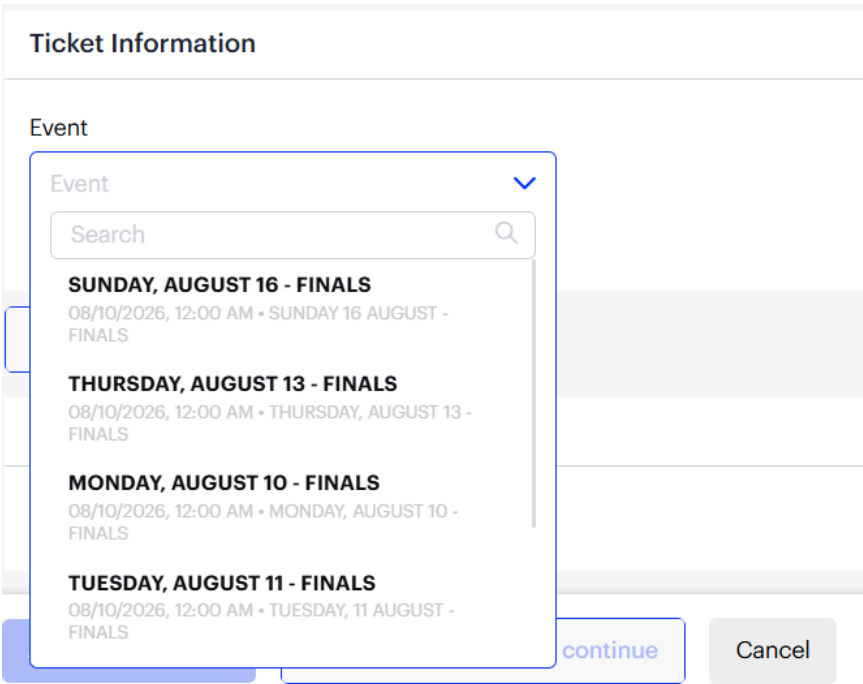 Ticket Information
Event
Event
Search
SUNDAY, AUGUST 16 - FINALS
08/10/2026, 12:00 AM • SUNDAY 16 AUGUST -
FINALS
THURSDAY, AUGUST 13 - FINALS
08/10/2026, 12:00 AM • THURSDAY, AUGUST 13 -
FINALS
MONDAY, AUGUST 10 - FINALS
08/10/2026, 12:00 AM • MONDAY, AUGUST 10 -
FINALS
TUESDAY, AUGUST 11 - FINALS
08/10/2026, 12:00 AM • TUESDAY, 11 AUGUST -
FINALS
continue
Cancel